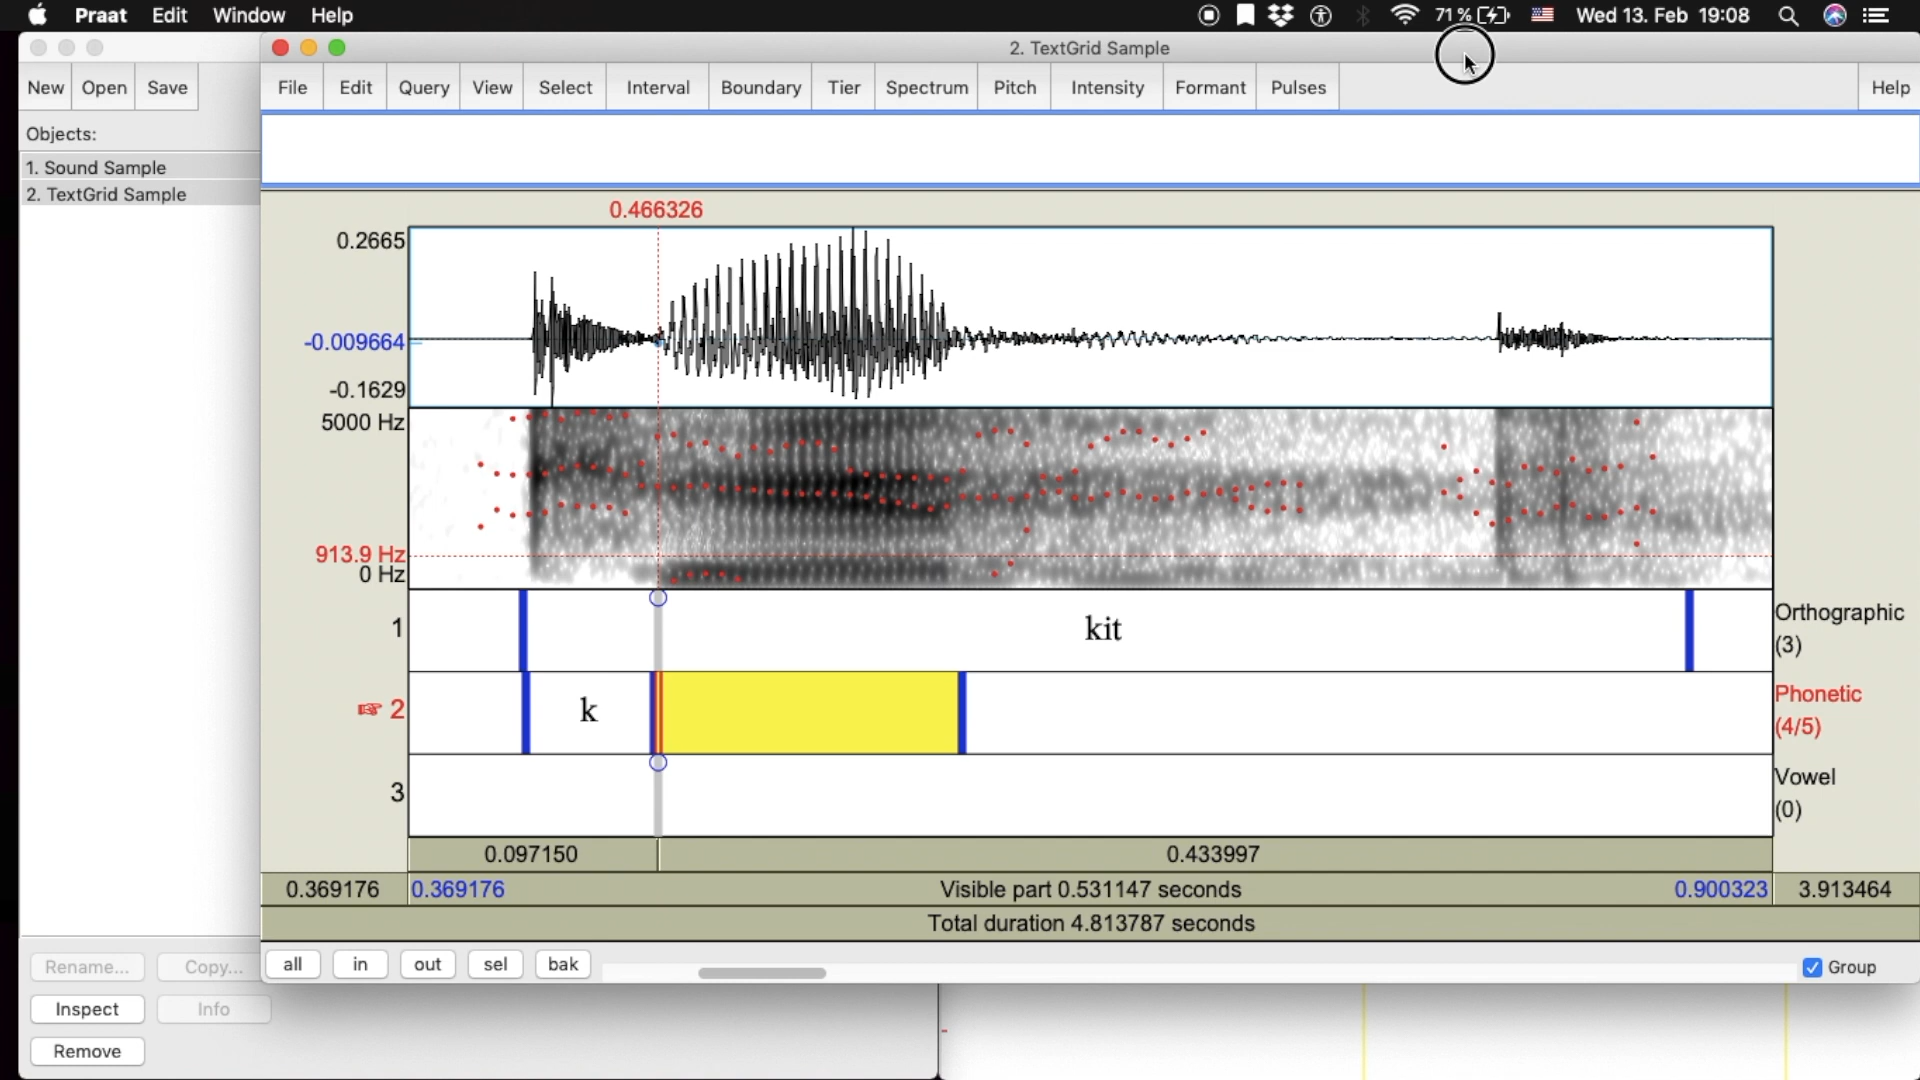 Praat Edit Window Help 71% Wed 13. Feb 19:08
2. TextGrid Sample
New Open Save File Edit Query View Select Interval Boundary Tier Spectrum Pitch Intensity Formant Pulses Help
Objects:
1. Sound Sample
2. TextGrid Sample
0.466326
0.2665
-0.009664
-0.1629
5000 Hz
913.9 Hz
0 Hz
1 kit Orthographic
(3)
2 k Phonetic
(4/5)
3 Vowel
(0)
0.097150 0.433997
0.369176 0.369176 Visible part 0.531147 seconds 0.900323 3.913464
Total duration 4.813787 seconds
Rename... Copy... all in out sel bak Group
Inspect Info
Remove